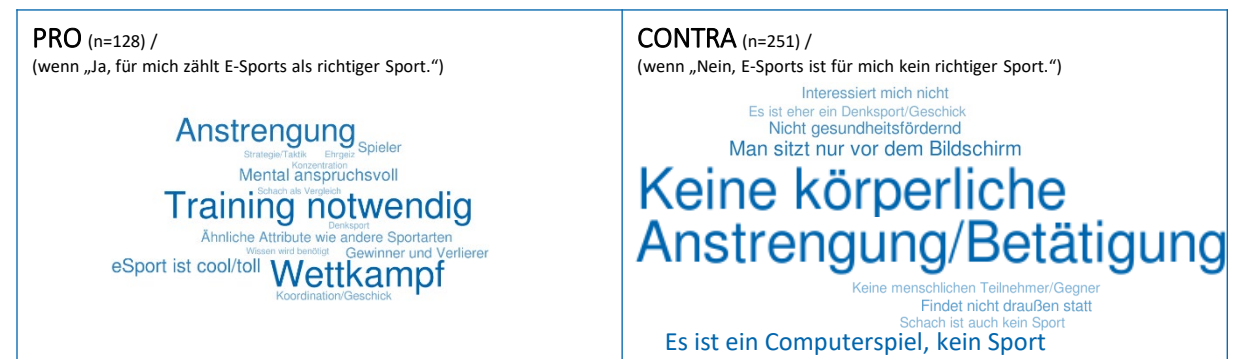 PRO (n=128) /
(wenn „Ja, für mich zählt E-Sports als richtiger Sport.“)
Anstrengung
Strategie/Taktik Ehrgeiz Spieler
Konzentration
Mental anspruchsvoll
Schach als Vergleich
Training notwendig
Denksport
Ähnliche Attribute wie andere Sportarten
Wissen wird benötigt Gewinner und Verlierer
eSport ist cool/toll Wettkampf
Koordination/Geschick
CONTRA (n=251) /
(wenn „Nein, E-Sports ist für mich kein richtiger Sport.“)
Interessiert mich nicht
Es ist eher ein Denksport/Geschick
Nicht gesundheitsfördernd
Man sitzt nur vor dem Bildschirm
Keine körperliche
Anstrengung/Betätigung
Keine menschlichen Teilnehmer/Gegner
Findet nicht draußen statt
Schach ist auch kein Sport
Es ist ein Computerspiel, kein Sport